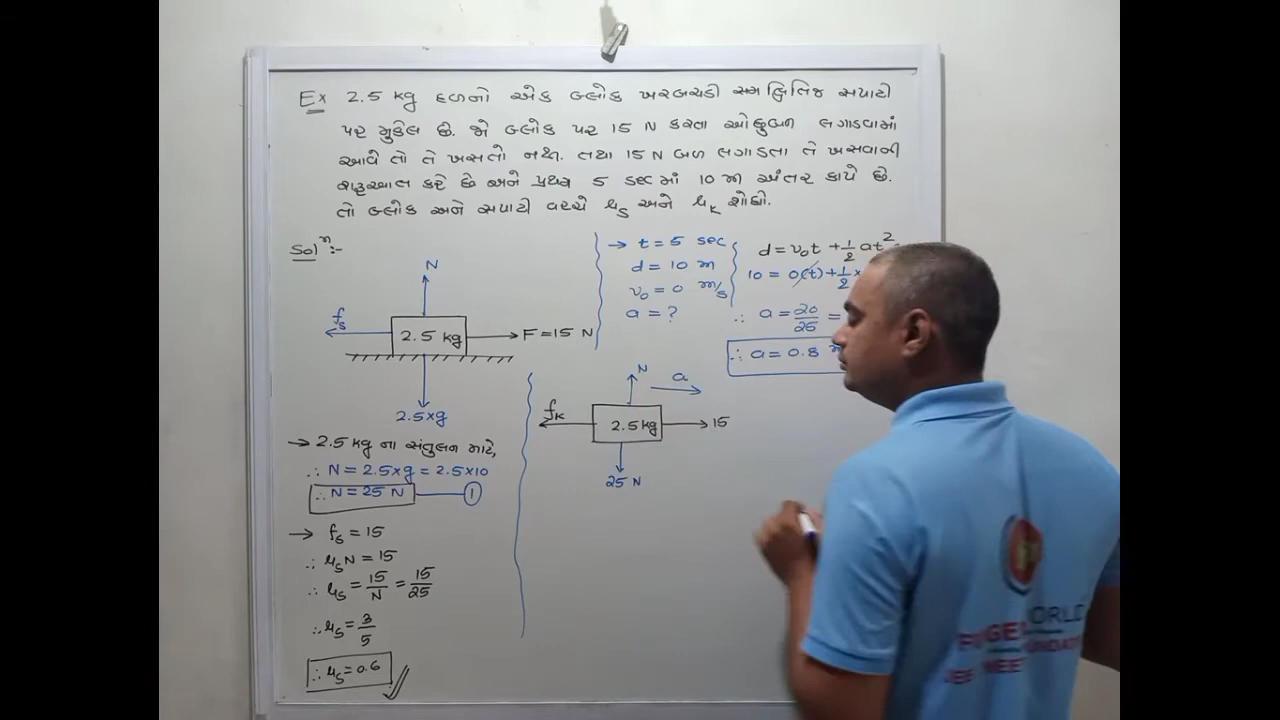 Ex 2.5 kg દળનો એક બ્લોક ખરબચડી સમક્ષિતિજ સપાટી
પર મુકેલ છે. જો બ્લોક પર 15 N કરતા ઓછુ બળ લગાડવામાં
આવે તો તે ખસતો નથી. તથા 15 N બળ લગાડતા તે ખસવાની
શરૂઆત કરે છે અને પ્રથમ 5 sec માં 10 m અંતર કાપે છે.
તો બ્લોક અને સપાટી વચ્ચે μs અને μk શોધો.
Solⁿ :-
N
fs
2.5 kg
F = 15 N
2.5×g
→ 2.5 kg ના સંતુલન માટે,
∴ N = 2.5×g = 2.5×10
∴ N = 25 N ①
→ fs = 15
∴ μs N = 15
∴ μs = 15/N = 15/25
∴ μs = 3/5
∴ μs = 0.6
→ t = 5 sec
d = 10 m
v₀ = 0 m/s
a = ?
d = v₀t + 1/2 at²
10 = 0(t) + 1/2 ×
∴ a = 20/25 =
∴ a = 0.8
N
a
fk
2.5 kg
15
25 N